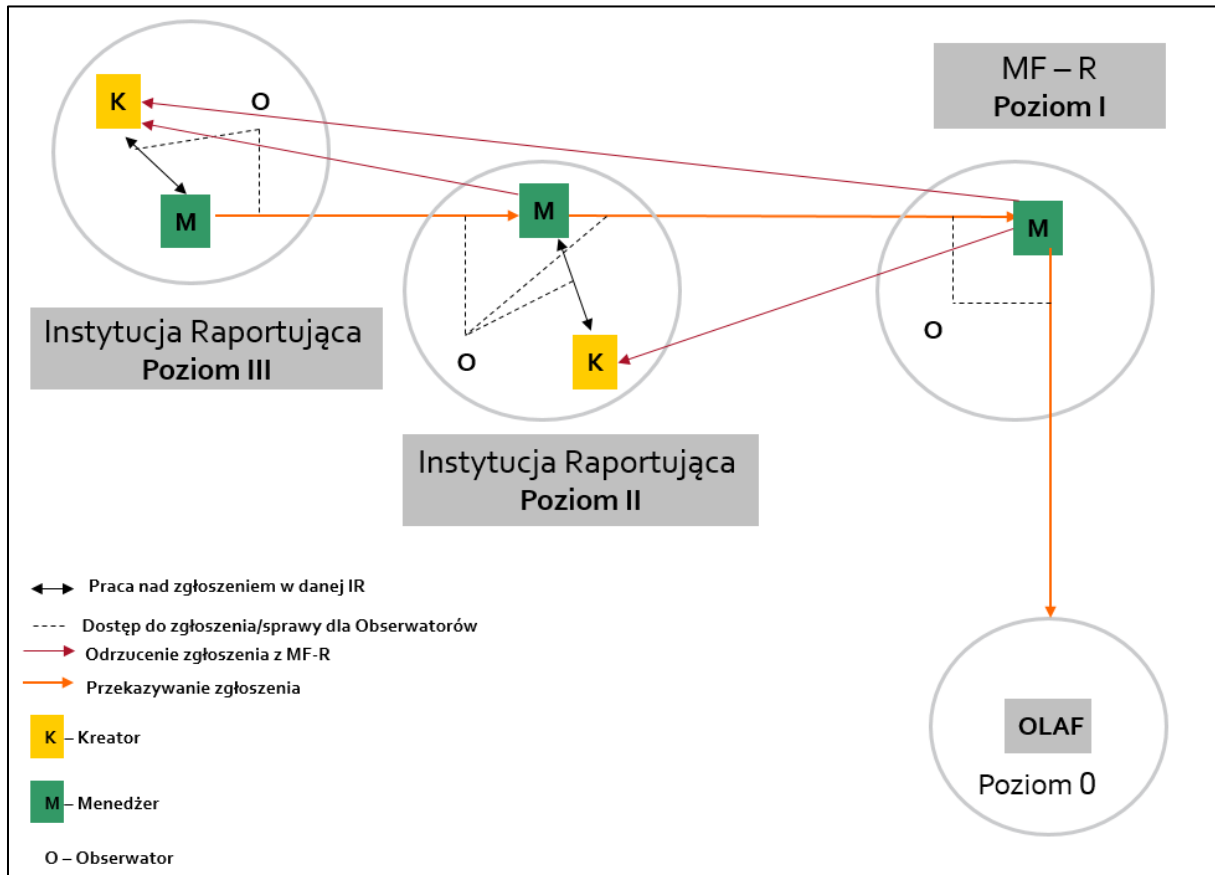 K
O
M
Instytucja Raportująca
Poziom III
M
O
K
Instytucja Raportująca
Poziom II
MF – R
Poziom I
M
O
OLAF
Poziom 0
Praca nad zgłoszeniem w danej IR
Dostęp do zgłoszenia/sprawy dla Obserwatorów
Odrzucenie zgłoszenia z MF-R
Przekazywanie zgłoszenia
K – Kreator
M – Menedżer
O – Obserwator